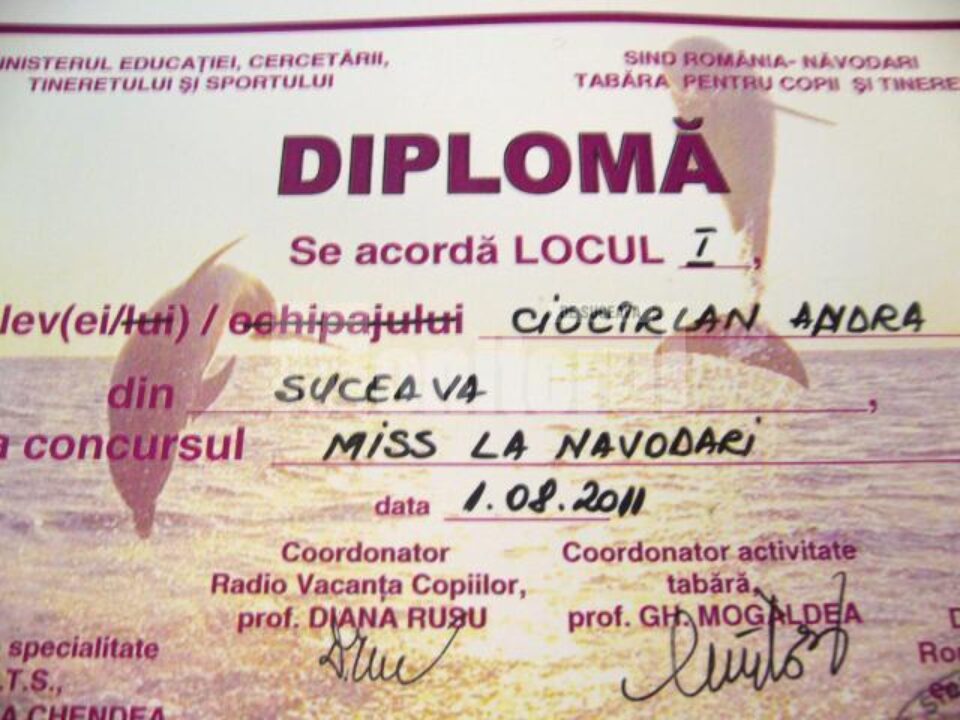 MINISTERUL EDUCAȚIEI, CERCETĂRII,
TINERETULUI ȘI SPORTULUI
SIND ROMÂNIA- NĂVODARI
TABĂRA PENTRU COPII ȘI TINERE
DIPLOMĂ
Se acordă LOCUL I,
lev(ei/lui) / echipajului CIOCÎRLAN ANDRA
din SUCEAVA,
a concursul MISS LA NAVODARI
data 1.08.2011
Coordonator
Radio Vacanța Copiilor,
prof. DIANA RUSU
Coordonator activitate
tabără,
prof. GH. MOGÂLDEA
specialitate
.T.S.,
A CHENDEA